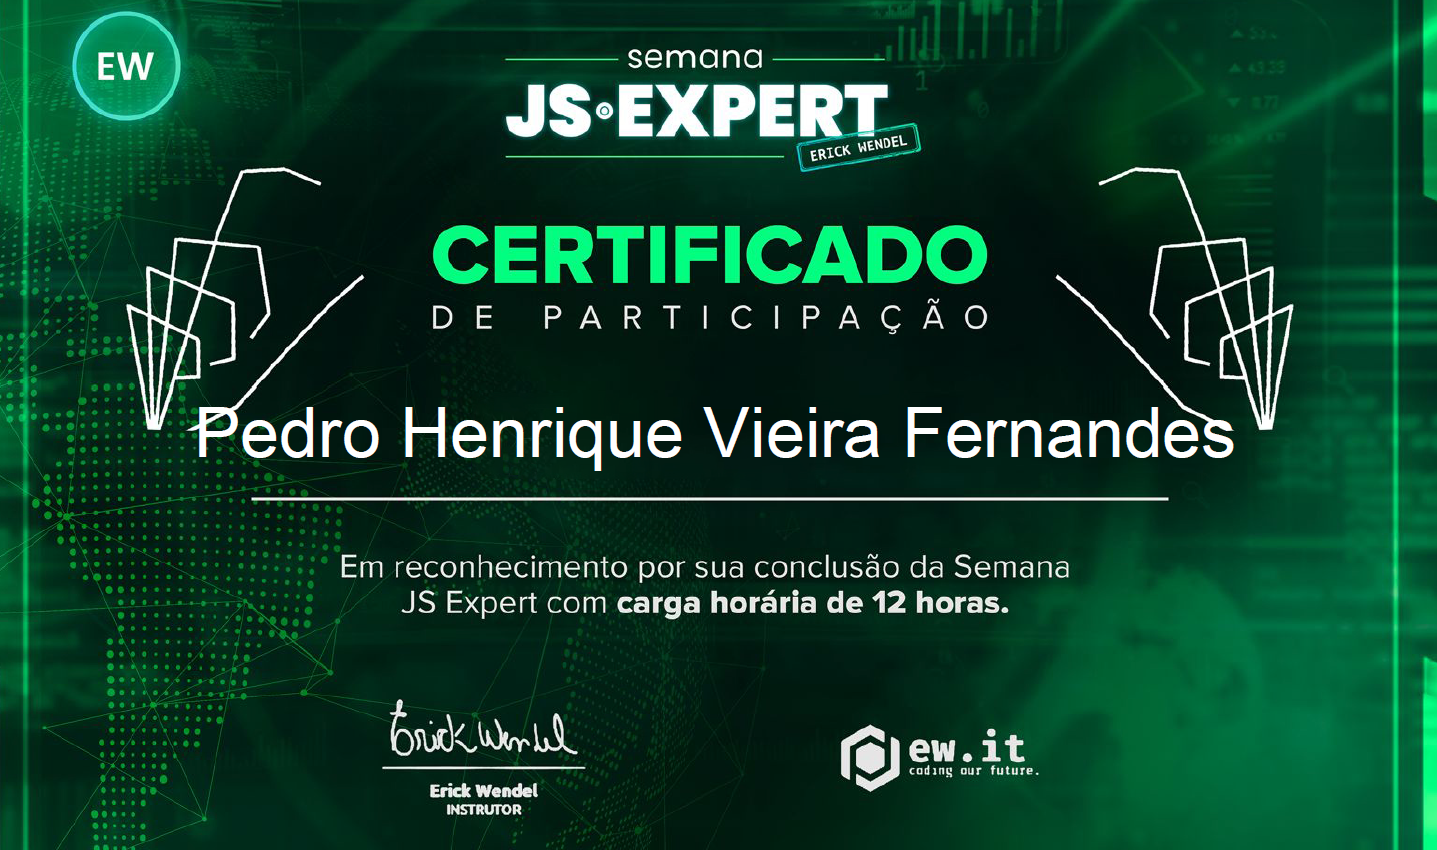 EW
semana
JS EXPERT
ERICK WENDEL
CERTIFICADO
DE PARTICIPAÇÃO
Pedro Henrique Vieira Fernandes
Em reconhecimento por sua conclusão da Semana
JS Expert com carga horária de 12 horas.
Erick Wendel
Erick Wendel
INSTRUTOR
ew.it
coding our future.